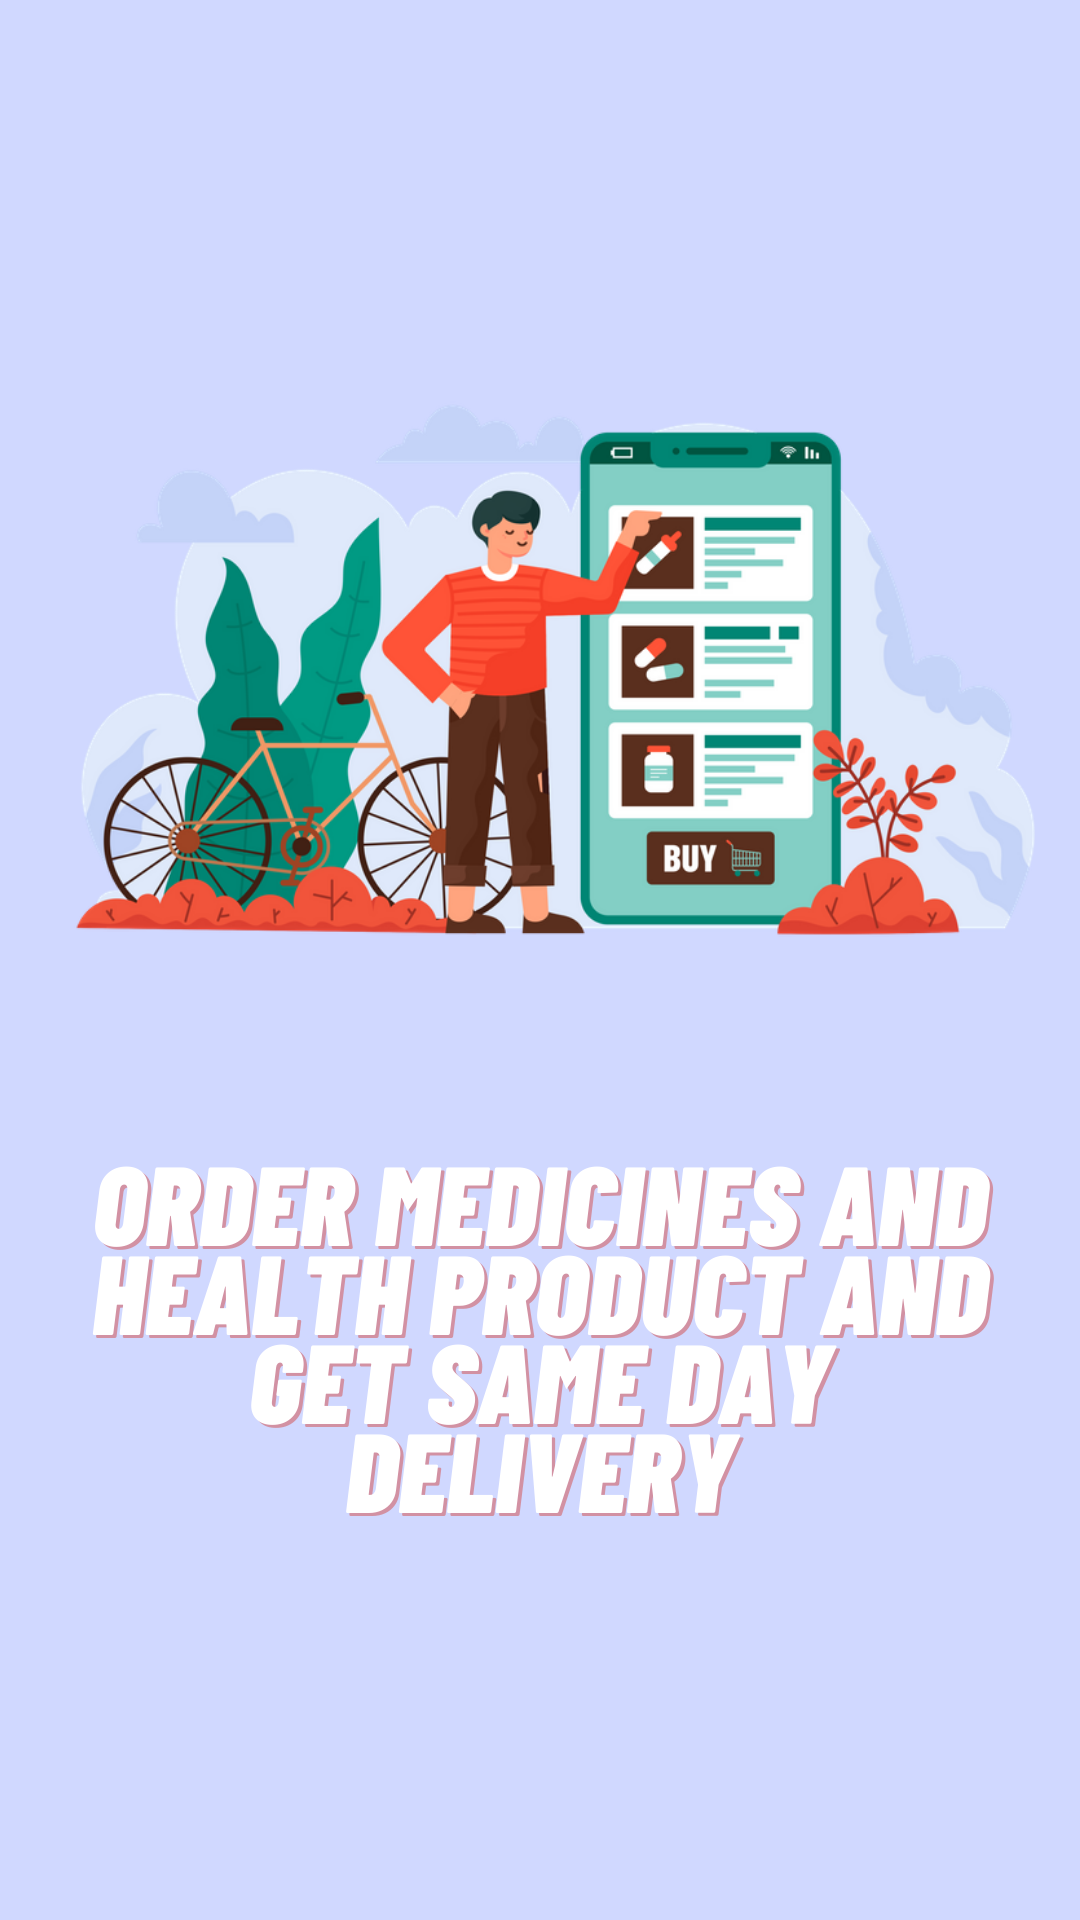 BUY
ORDER MEDICINES AND
HEALTH PRODUCT AND
GET SAME DAY
DELIVERY